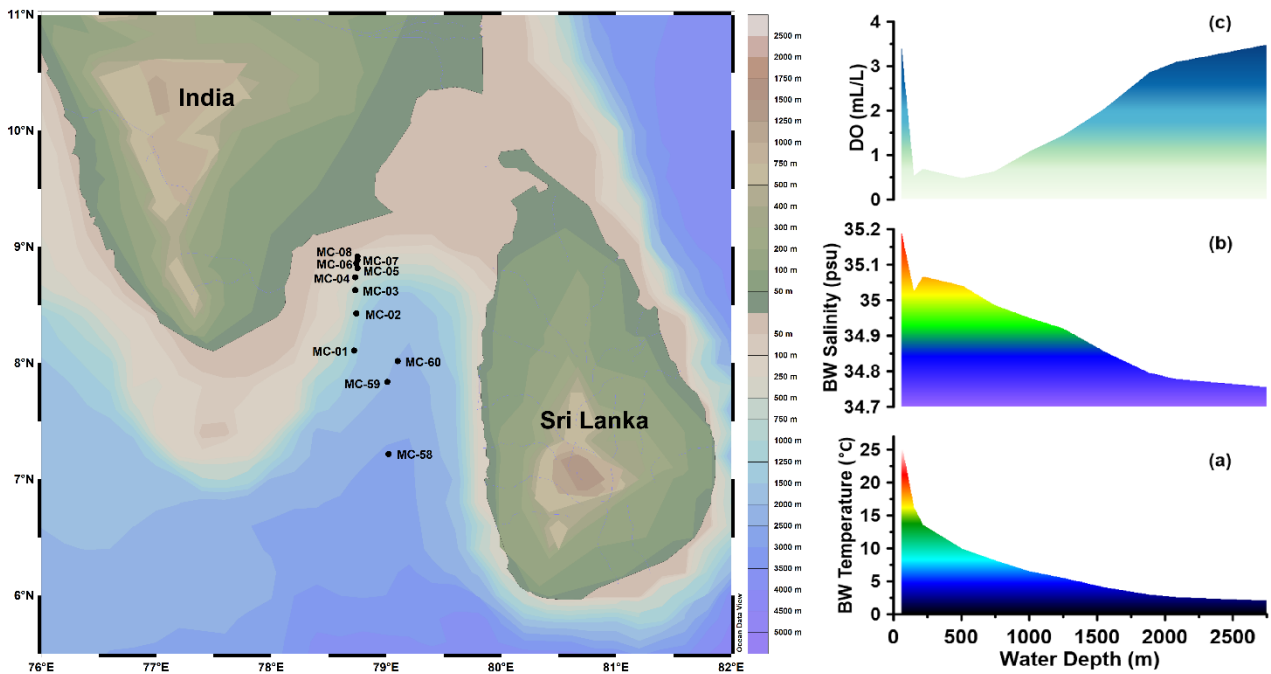 11°N
10°N
9°N
8°N
7°N
6°N
76°E
77°E
78°E
79°E
80°E
81°E
82°E
India
Sri Lanka
MC-08
MC-07
MC-06
MC-05
MC-04
MC-03
MC-02
MC-01
MC-60
MC-59
MC-58
Ocean Data View
2500 m
2000 m
1750 m
1500 m
1000 m
750 m
500 m
400 m
300 m
200 m
100 m
50 m
50 m
100 m
250 m
500 m
750 m
1000 m
1250 m
1500 m
2000 m
2500 m
3000 m
3500 m
4000 m
4500 m
5000 m
(c)
DO (mL/L)
4
3
2
1
0
(b)
BW Salinity (psu)
35.2
35.1
35
34.9
34.8
34.7
(a)
BW Temperature (°C)
25
20
15
10
5
0
0
500
1000
1500
2000
2500
Water Depth (m)